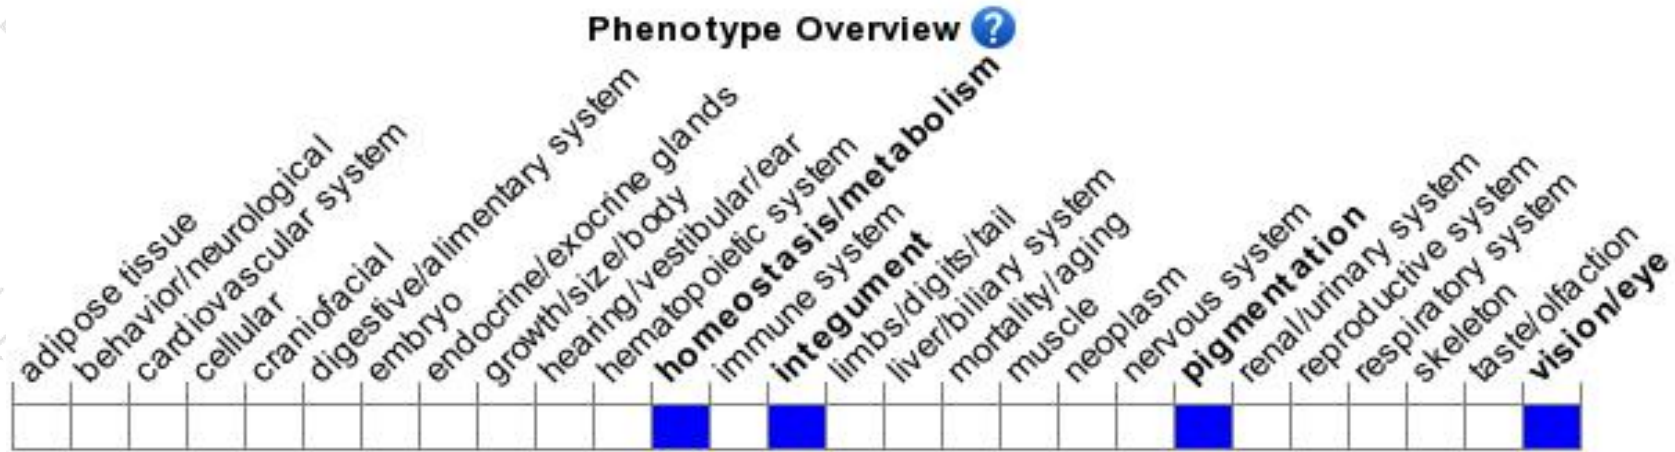 Phenotype Overview ?
adipose tissue
behavior/neurological
cardiovascular system
cellular
craniofacial
digestive/alimentary system
embryo
endocrine/exocrine glands
growth/size/body
hearing/vestibular/ear
hematopoietic system
homeostasis/metabolism
immune system
integument
limbs/digits/tail
liver/biliary system
mortality/aging
muscle
neoplasm
nervous system
pigmentation
renal/urinary system
reproductive system
respiratory system
skeleton
taste/olfaction
vision/eye